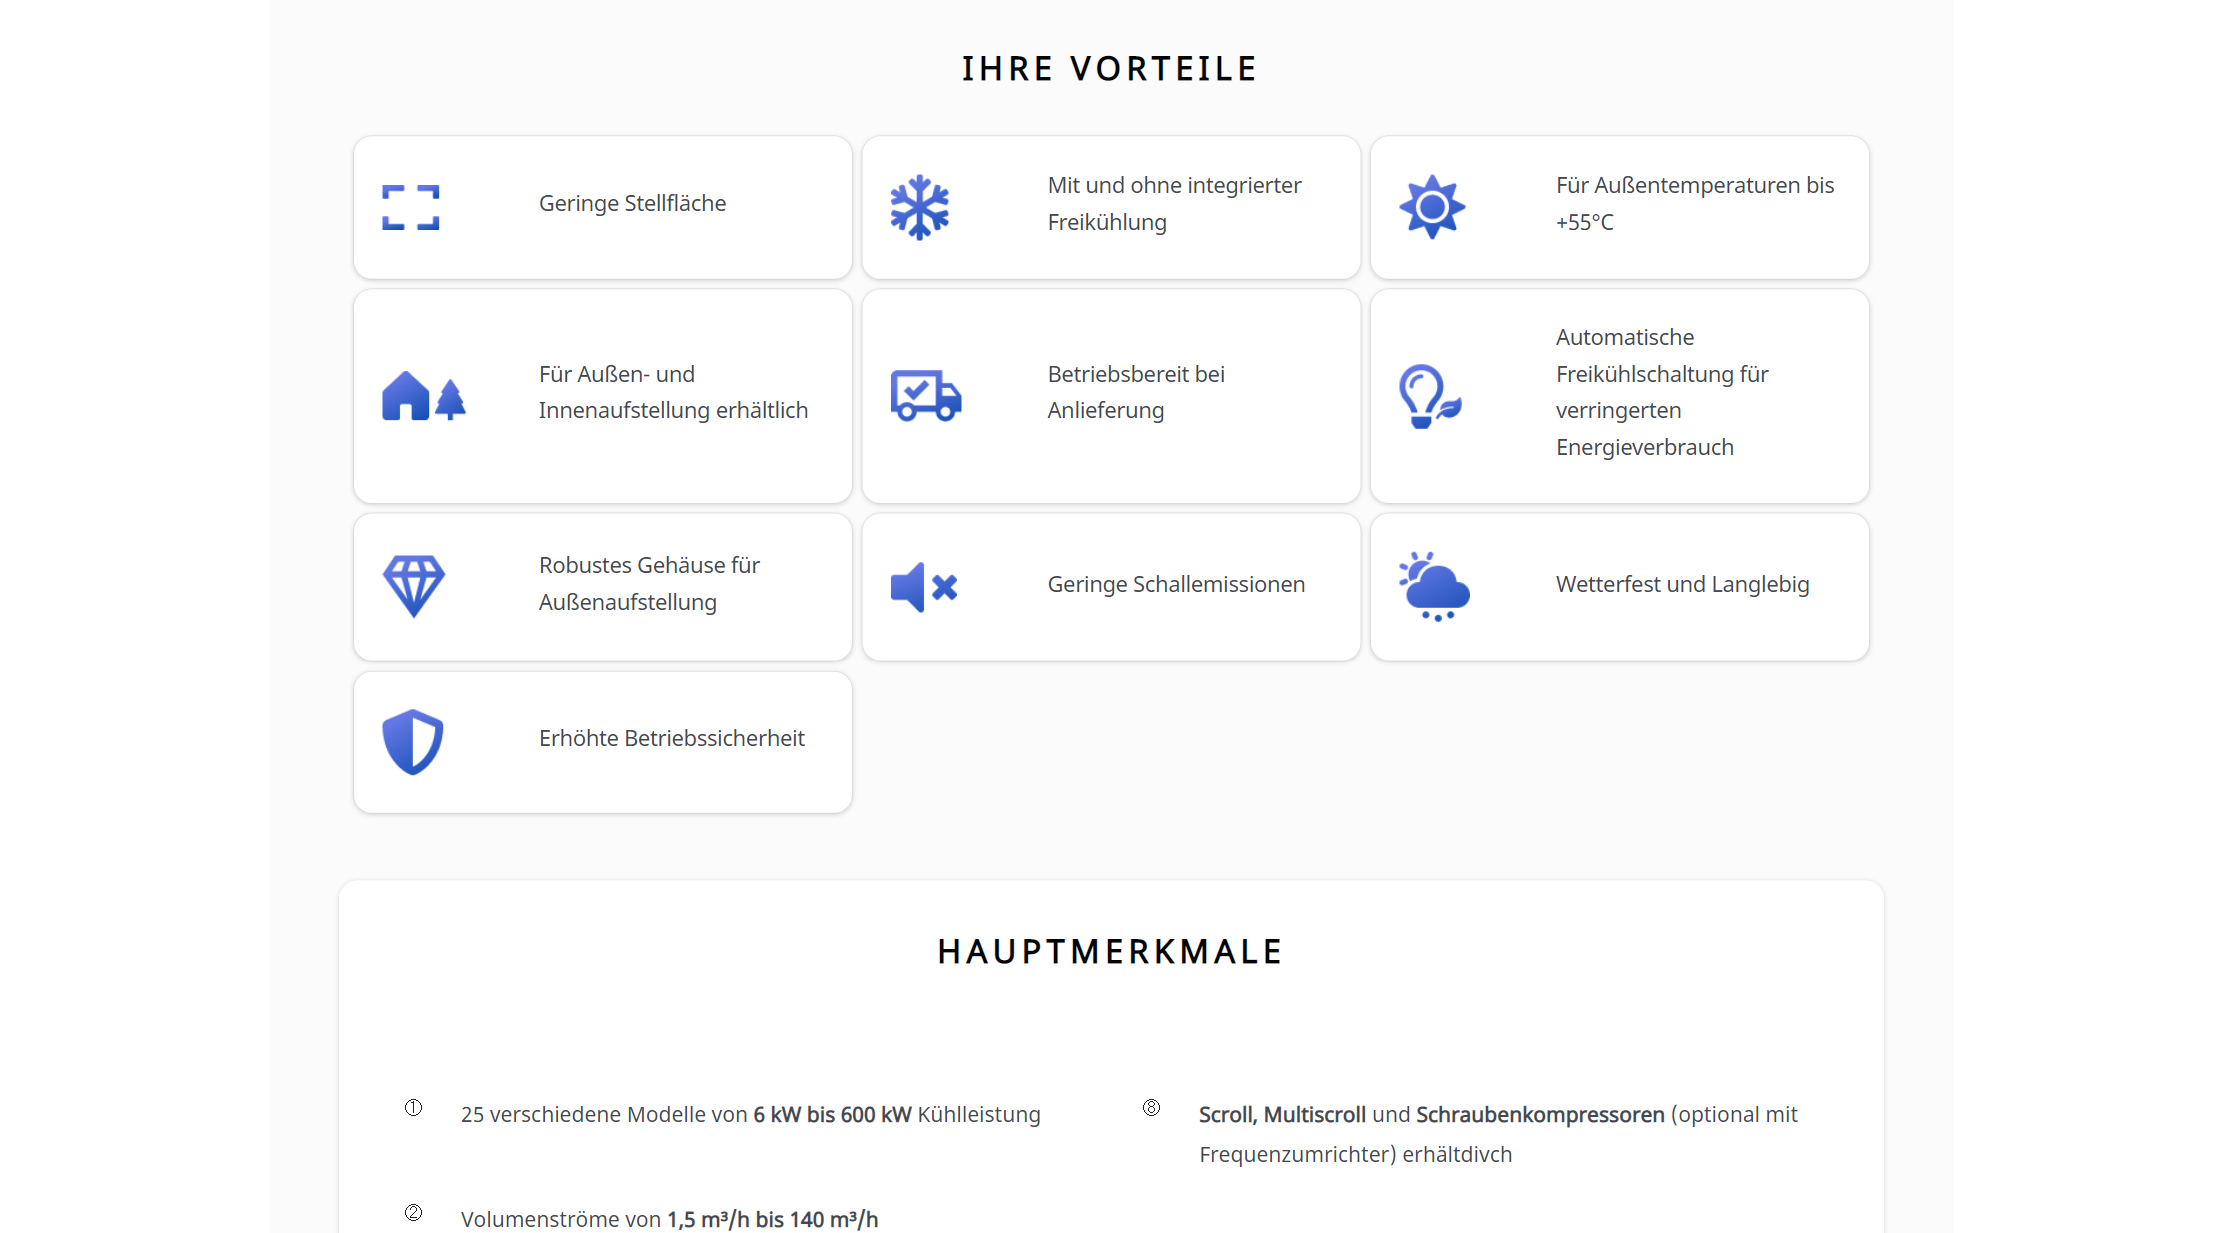 IHRE VORTEILE
Geringe Stellfläche
Mit und ohne integrierter
Freikühlung
Für Außentemperaturen bis
+55°C
Für Außen- und
Innenaufstellung erhältlich
Betriebsbereit bei
Anlieferung
Automatische
Freikühlschaltung für
verringerten
Energieverbrauch
Robustes Gehäuse für
Außenaufstellung
Geringe Schallemissionen
Wetterfest und Langlebig
Erhöhte Betriebssicherheit
HAUPTMERKMALE
① 25 verschiedene Modelle von 6 kW bis 600 kW Kühlleistung
② Volumenströme von 1,5 m³/h bis 140 m³/h
⑧ Scroll, Multiscroll und Schraubenkompressoren (optional mit
Frequenzumrichter) erhältdivch